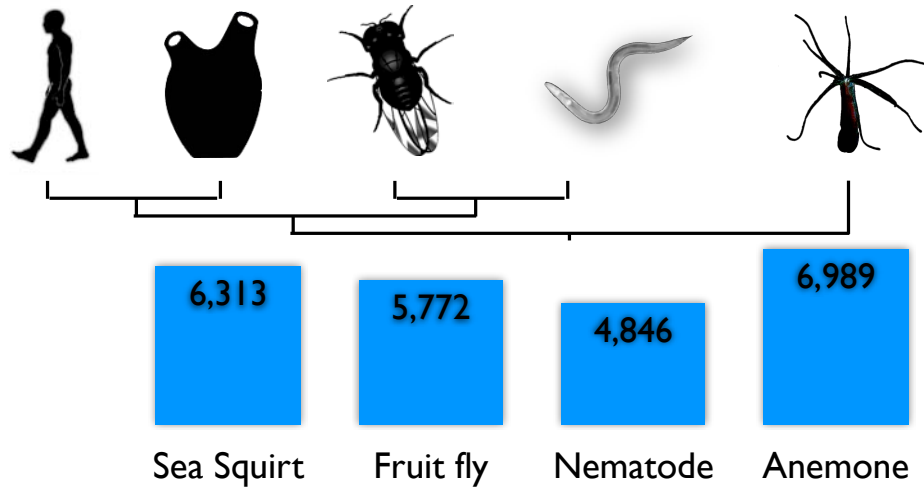 6,313
5,772
4,846
6,989
Sea Squirt
Fruit fly
Nematode
Anemone